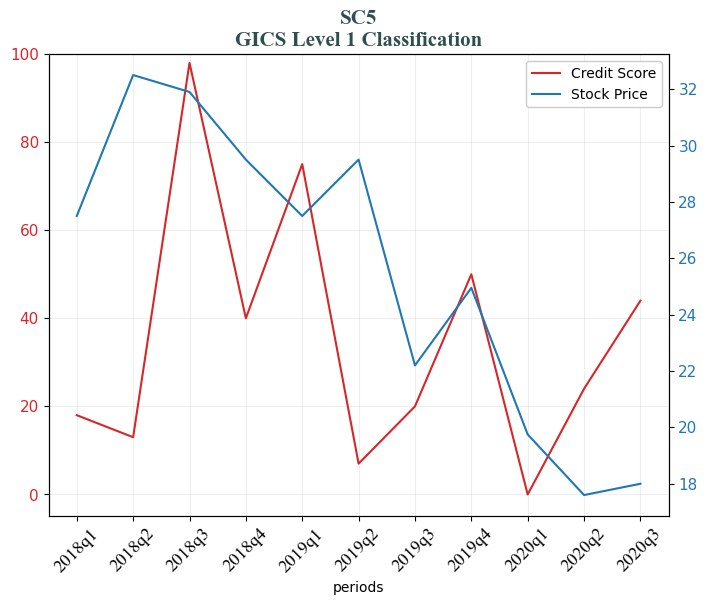 SC5
GICS Level 1 Classification
Credit Score
Stock Price
100
80
60
40
20
0
32
30
28
26
24
22
20
18
2018q1
2018q2
2018q3
2018q4
2019q1
2019q2
2019q3
2019q4
2020q1
2020q2
2020q3
periods